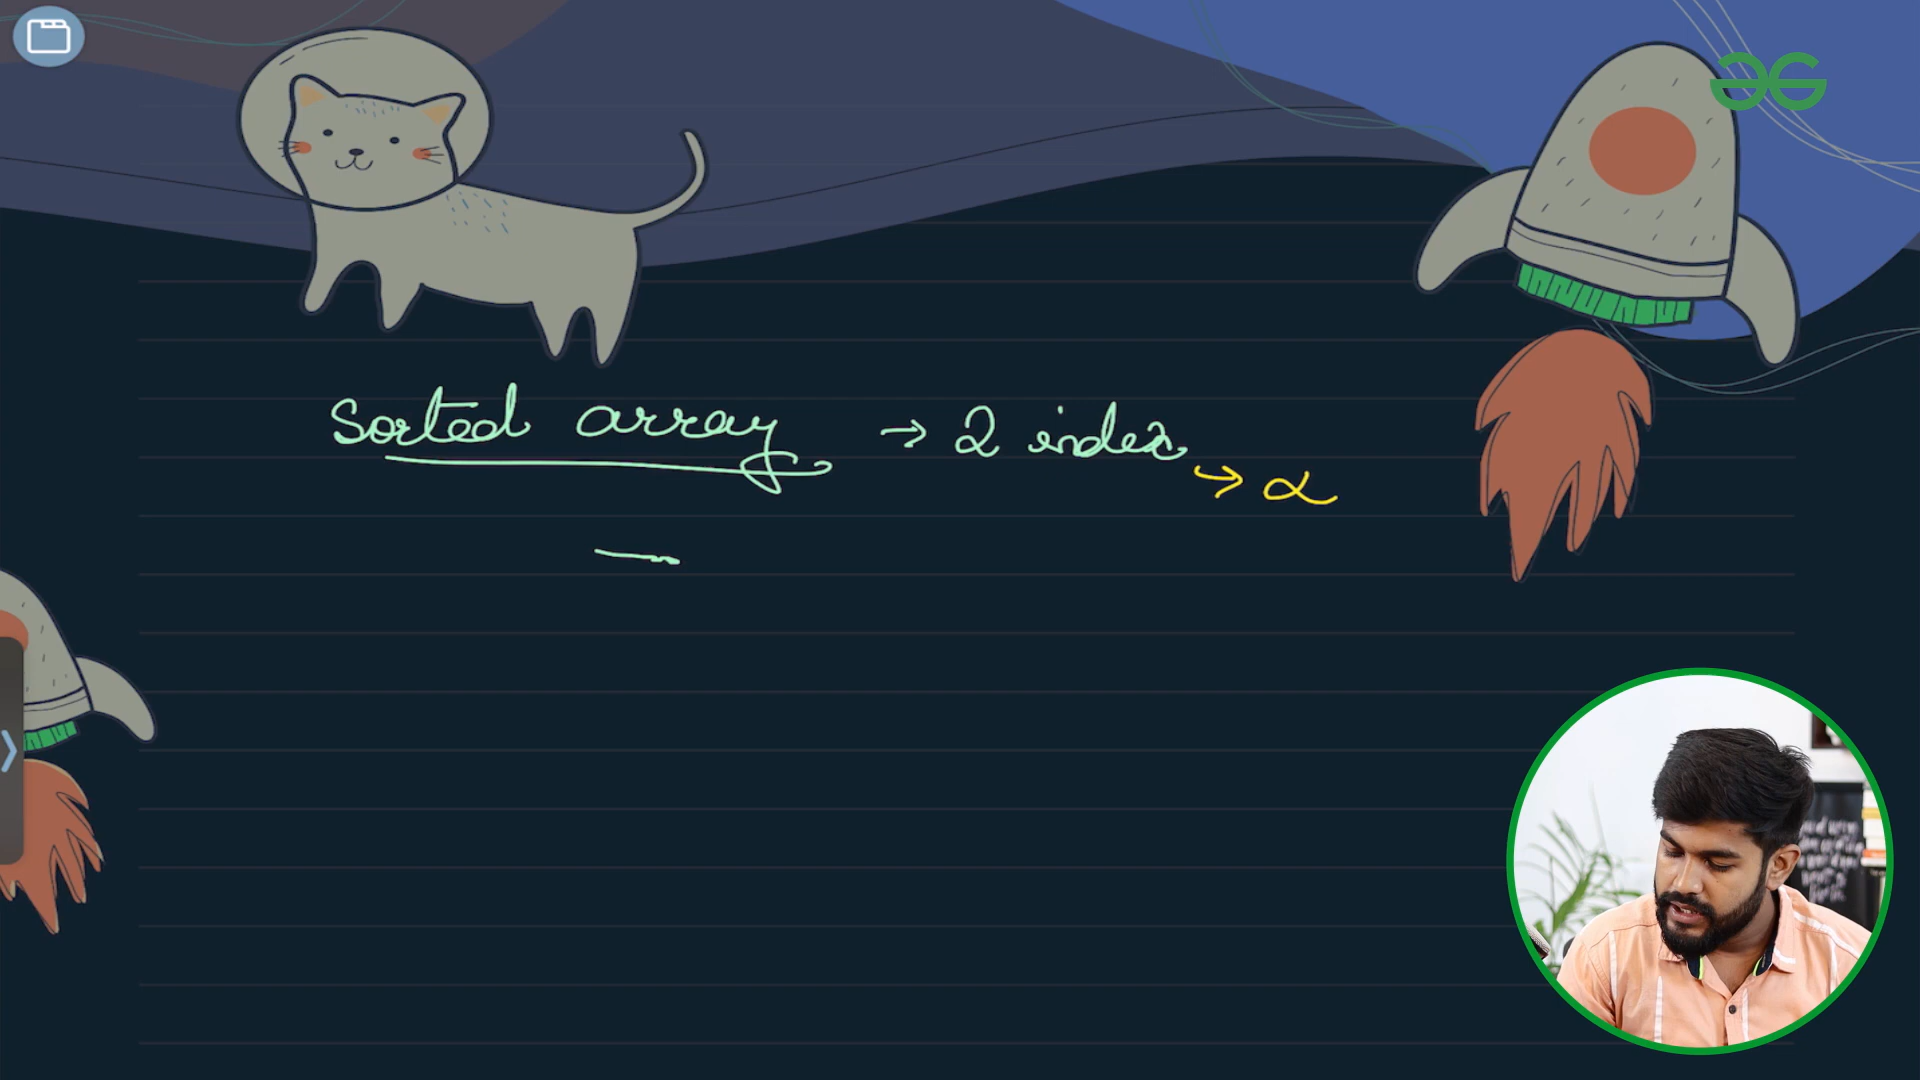 Sorted array → 2 index
→ α